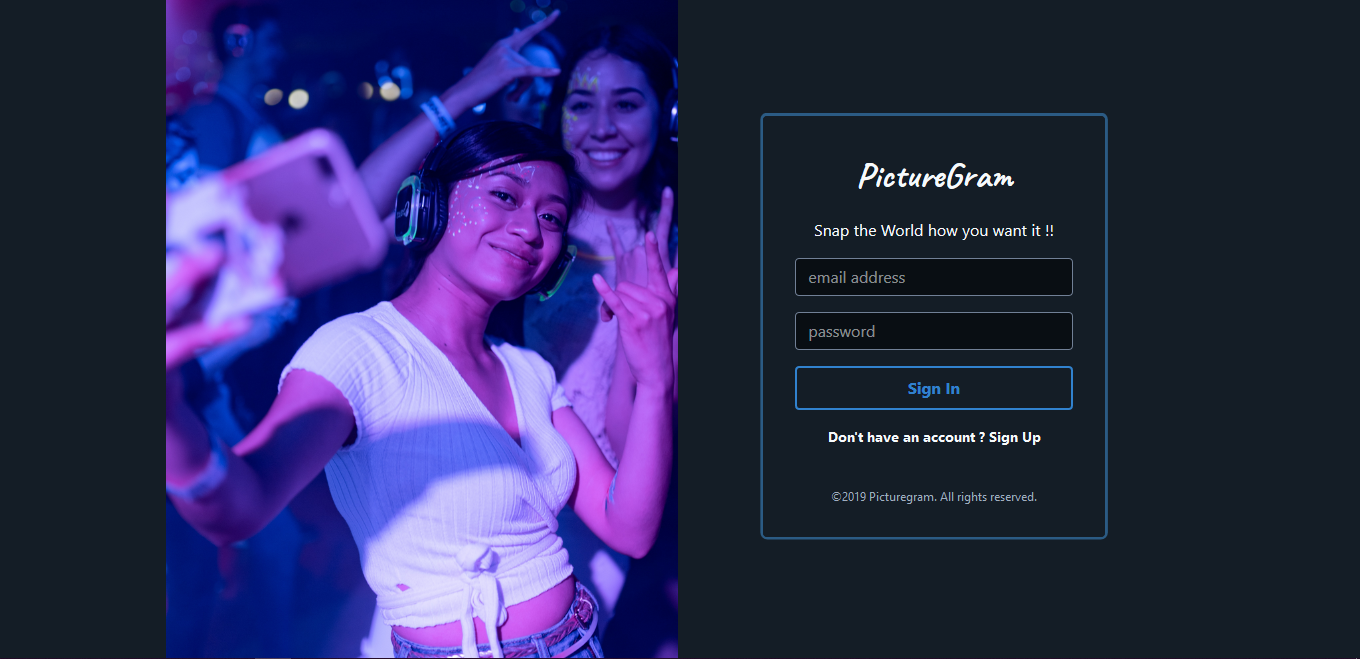 PictureGram
Snap the World how you want it !!
email address
password
Sign In
Don't have an account ? Sign Up
©2019 Picturegram. All rights reserved.